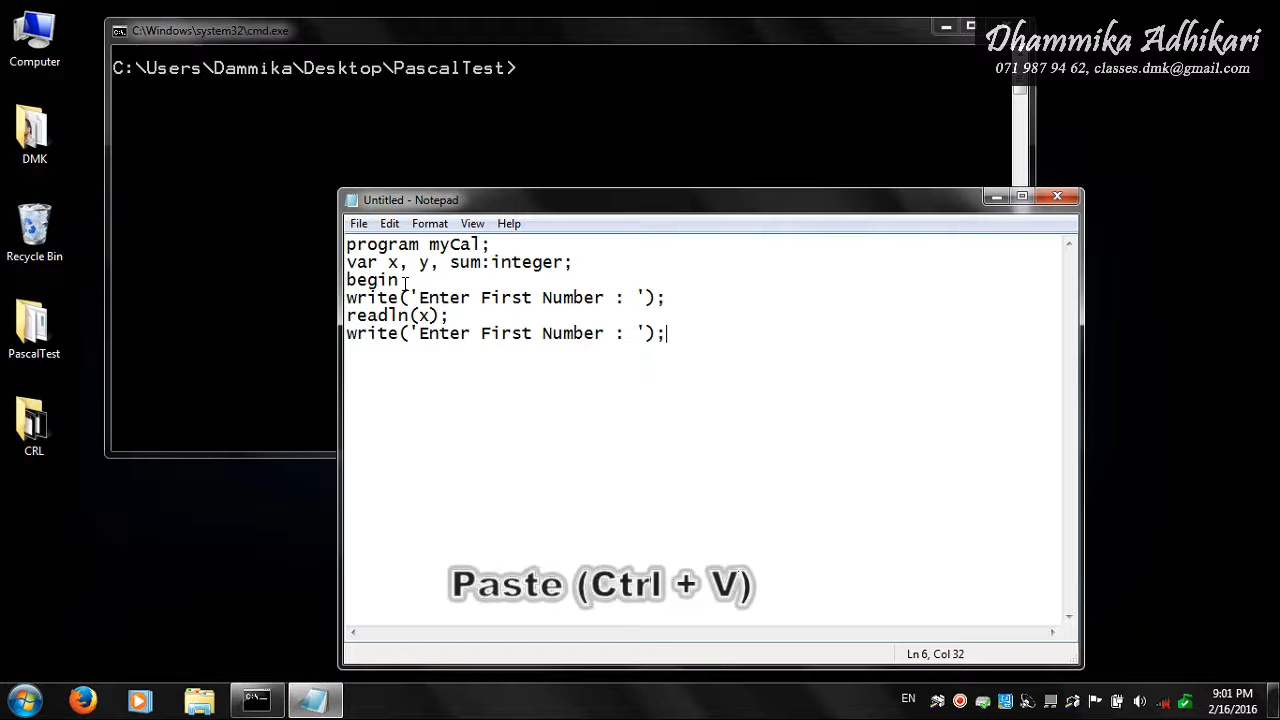 Computer
DMK
Recycle Bin
PascalTest
CRL
C:\Windows\system32\cmd.exe
Dhammika Adhikari
071 987 94 62, classes.dmk@gmail.com
C:\Users\Dammika\Desktop\PascalTest>
Untitled - Notepad
File Edit Format View Help
program myCal;
var x, y, sum:integer;
begin
write('Enter First Number : ');
readln(x);
write('Enter First Number : ');
Paste (Ctrl + V)
Ln 6, Col 32
EN
9:01 PM
2/16/2016